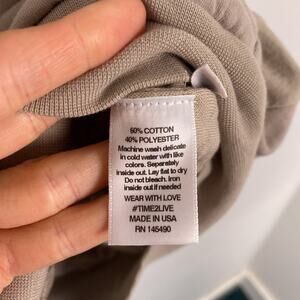 60% COTTON
40% POLYESTER
Machine wash delicate
in cold water with like
colors. Separately
inside out. Lay flat to dry
Do not bleach. Iron
inside out if needed
WEAR WITH LOVE
#TIME2LIVE
MADE IN USA
RN 145490